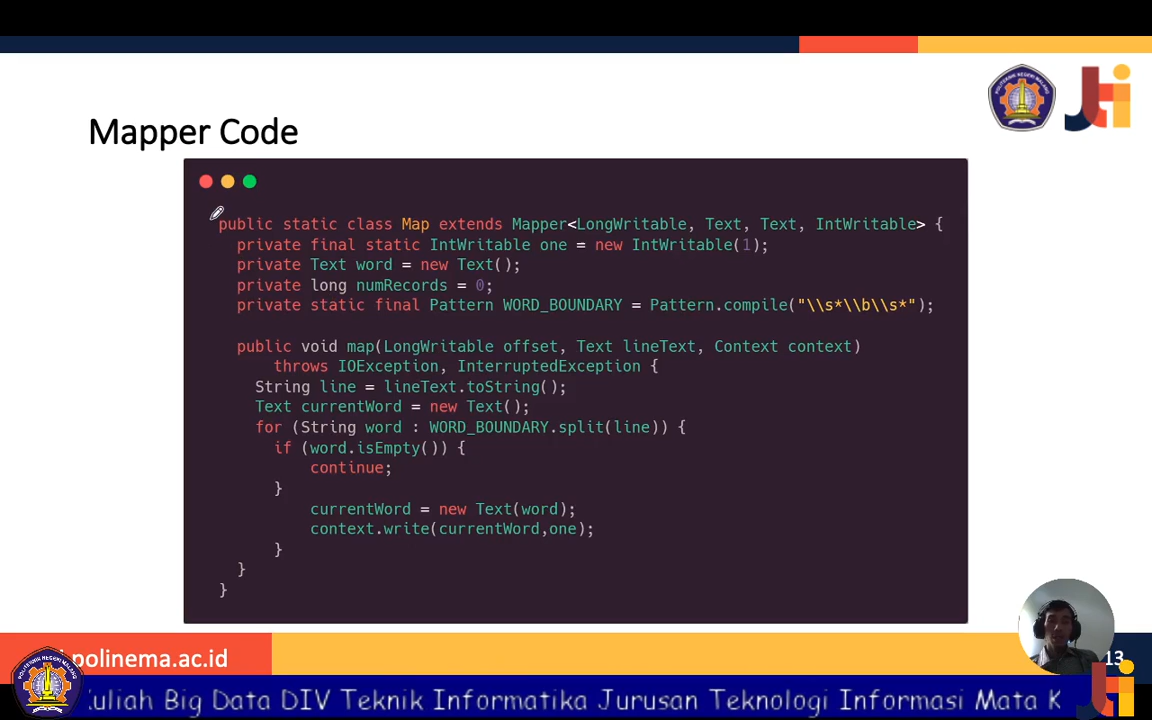 Mapper Code
public static class Map extends Mapper<LongWritable, Text, Text, IntWritable> {
private final static IntWritable one = new IntWritable(1);
private Text word = new Text();
private long numRecords = 0;
private static final Pattern WORD_BOUNDARY = Pattern.compile("\\s*\\b\\s*");
public void map(LongWritable offset, Text lineText, Context context)
throws IOException, InterruptedException {
String line = lineText.toString();
Text currentWord = new Text();
for (String word : WORD_BOUNDARY.split(line)) {
if (word.isEmpty()) {
continue;
}
currentWord = new Text(word);
context.write(currentWord,one);
}
}
}
polinema.ac.id
13
Kuliah Big Data DIV Teknik Informatika Jurusan Teknologi Informasi Mata K